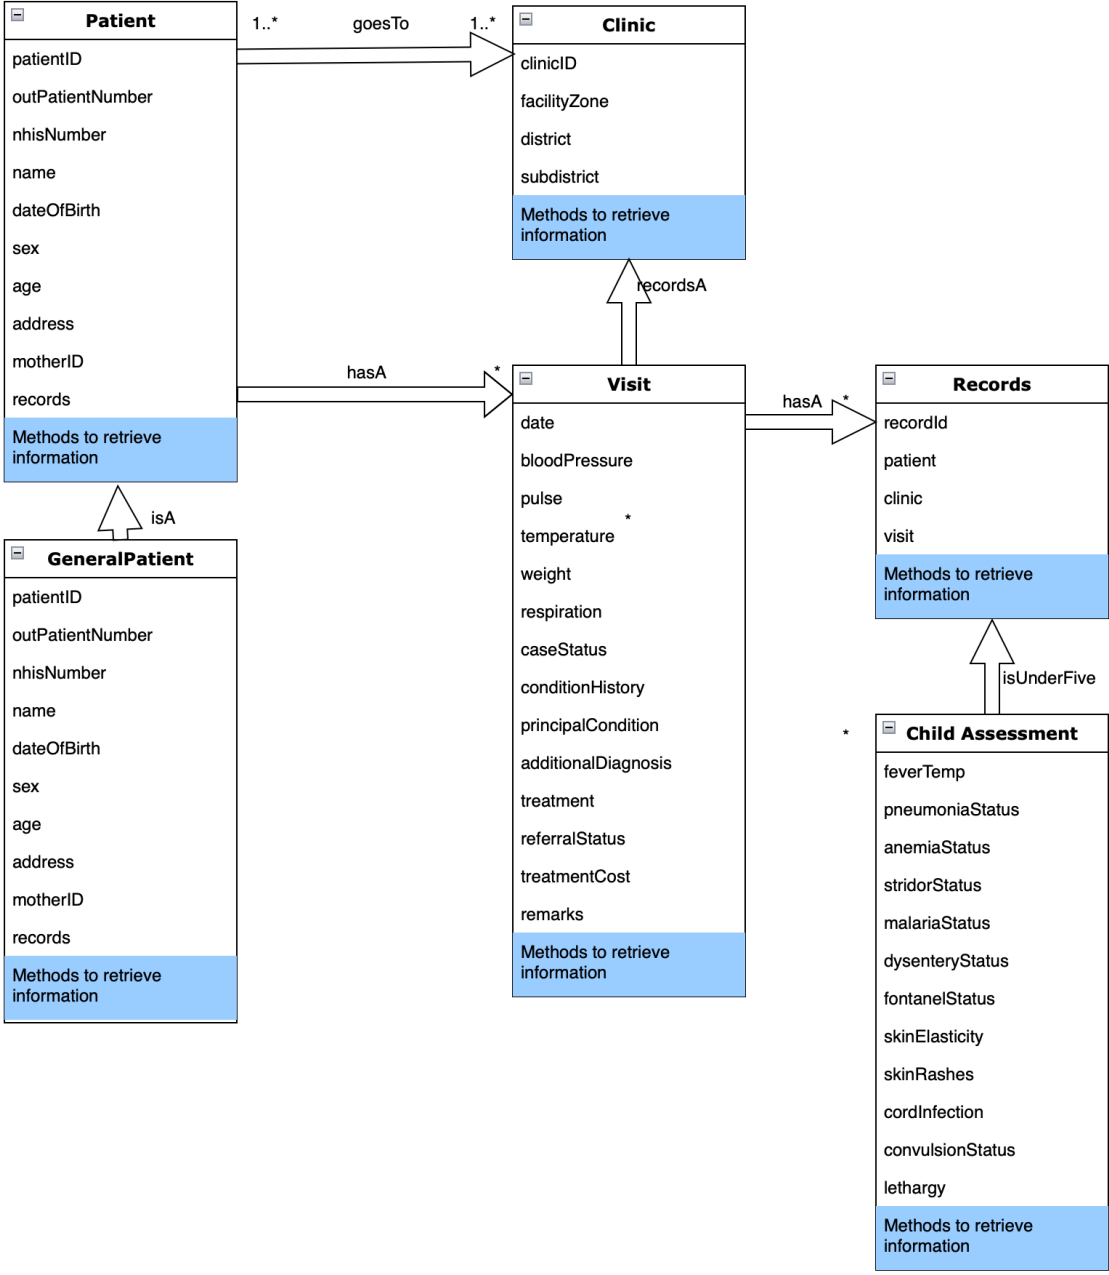 Patient
patientID
outPatientNumber
nhisNumber
name
dateOfBirth
sex
age
address
motherID
records
Methods to retrieve
information
1..*
goesTo
1..*
Clinic
clinicID
facilityZone
district
subdistrict
Methods to retrieve
information
recordsA
hasA
*
isA
GeneralPatient
patientID
outPatientNumber
nhisNumber
name
dateOfBirth
sex
age
address
motherID
records
Methods to retrieve
information
Visit
date
bloodPressure
pulse
*
temperature
weight
respiration
caseStatus
conditionHistory
principalCondition
additionalDiagnosis
treatment
referralStatus
treatmentCost
remarks
Methods to retrieve
information
hasA
*
Records
recordId
patient
clinic
visit
Methods to retrieve
information
isUnderFive
*
Child Assessment
feverTemp
pneumoniaStatus
anemiaStatus
stridorStatus
malariaStatus
dysenteryStatus
fontanelStatus
skinElasticity
skinRashes
cordInfection
convulsionStatus
lethargy
Methods to retrieve
information